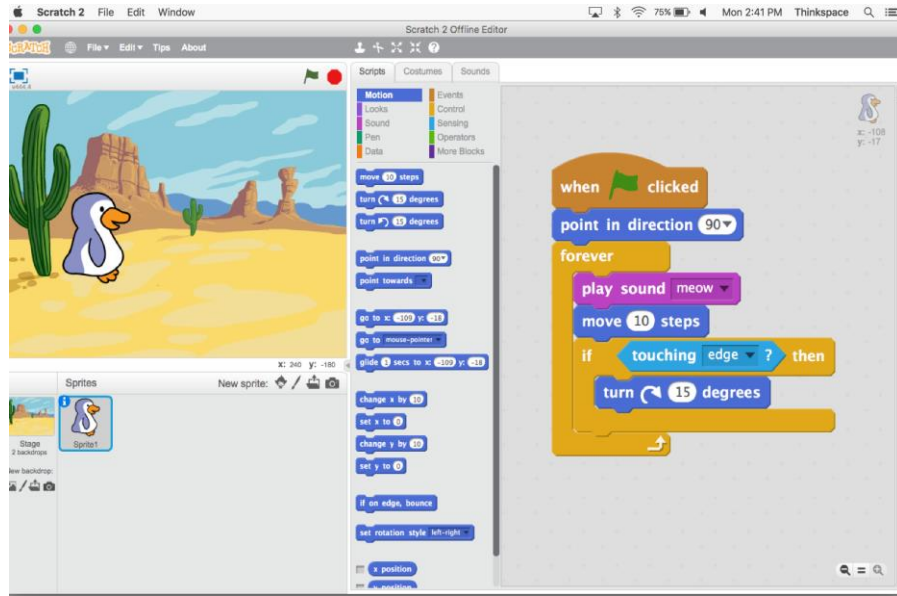 Scratch 2 File Edit Window 75% Mon 2:41 PM Thinkspace
Scratch 2 Offline Editor
SCRATCH File Edit Tips About
v454.4
X: 240 y: -180
Sprites New sprite:
Stage
2 backdrops
New backdrop:
Sprite1
Scripts Costumes Sounds
Motion Events
Looks Control
Sound Sensing
Pen Operators
Data More Blocks
move 10 steps
turn 15 degrees
turn 15 degrees
point in direction 90
point towards
go to x: -109 y: -18
go to mouse-pointer
glide 1 secs to x: -109 y: -18
change x by 10
set x to 0
change y by 10
set y to 0
if on edge, bounce
set rotation style left-right
x position
y position
x: -108
y: -17
when clicked
point in direction 90
forever
play sound meow
move 10 steps
if touching edge ? then
turn 15 degrees